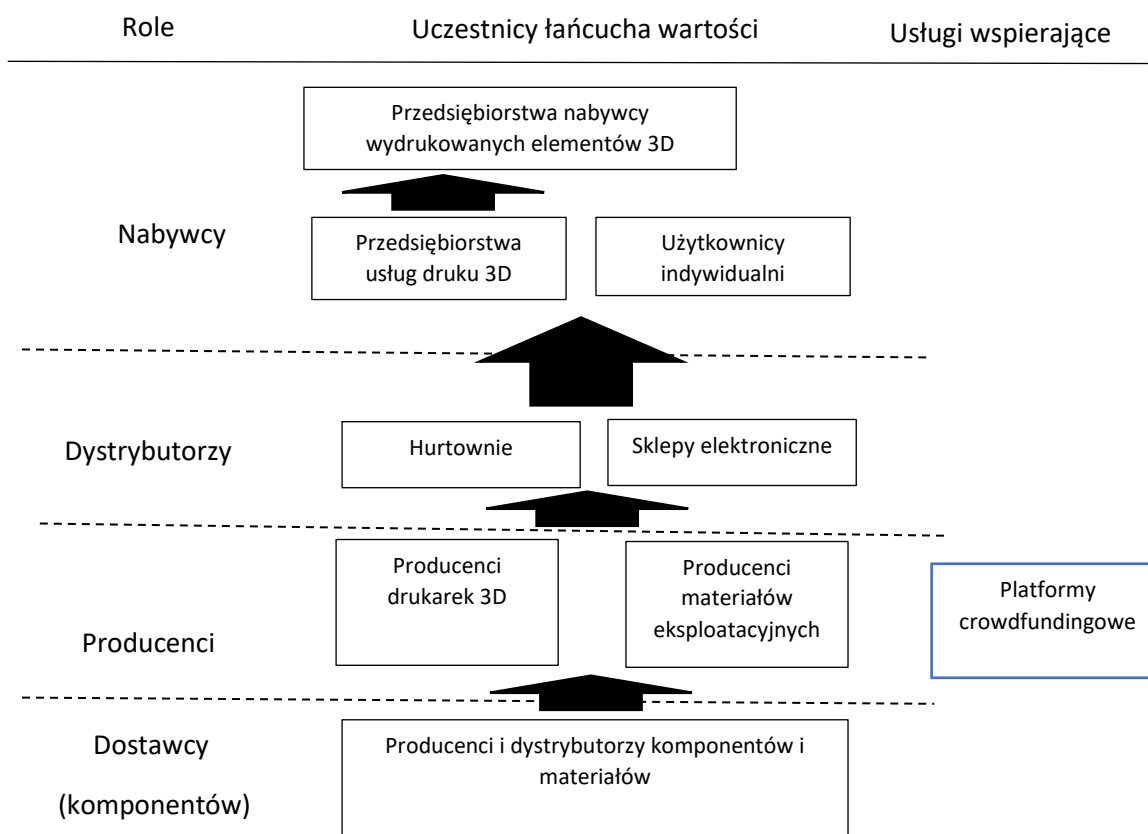 Role
Uczestnicy łańcucha wartości
Usługi wspierające
Przedsiębiorstwa nabywcy
wydrukowanych elementów 3D
Nabywcy
Przedsiębiorstwa
usług druku 3D
Użytkownicy
indywidualni
Dystrybutorzy
Hurtownie
Sklepy elektroniczne
Producenci
Producenci
drukarek 3D
Producenci
materiałów
eksploatacyjnych
Platformy
crowdfundingowe
Dostawcy
(komponentów)
Producenci i dystrybutorzy komponentów i
materiałów